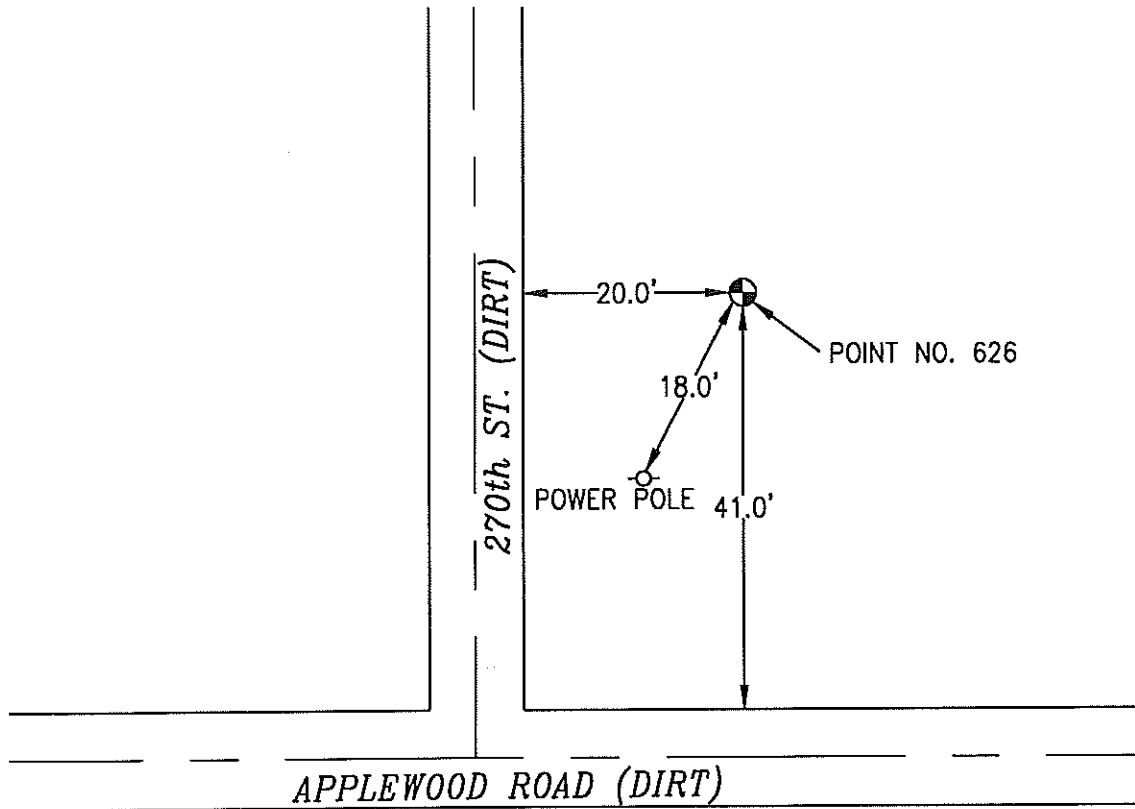 270th ST. (DIRT)
20.0'
POINT NO. 626
18.0'
POWER POLE
41.0'
APPLEWOOD ROAD (DIRT)